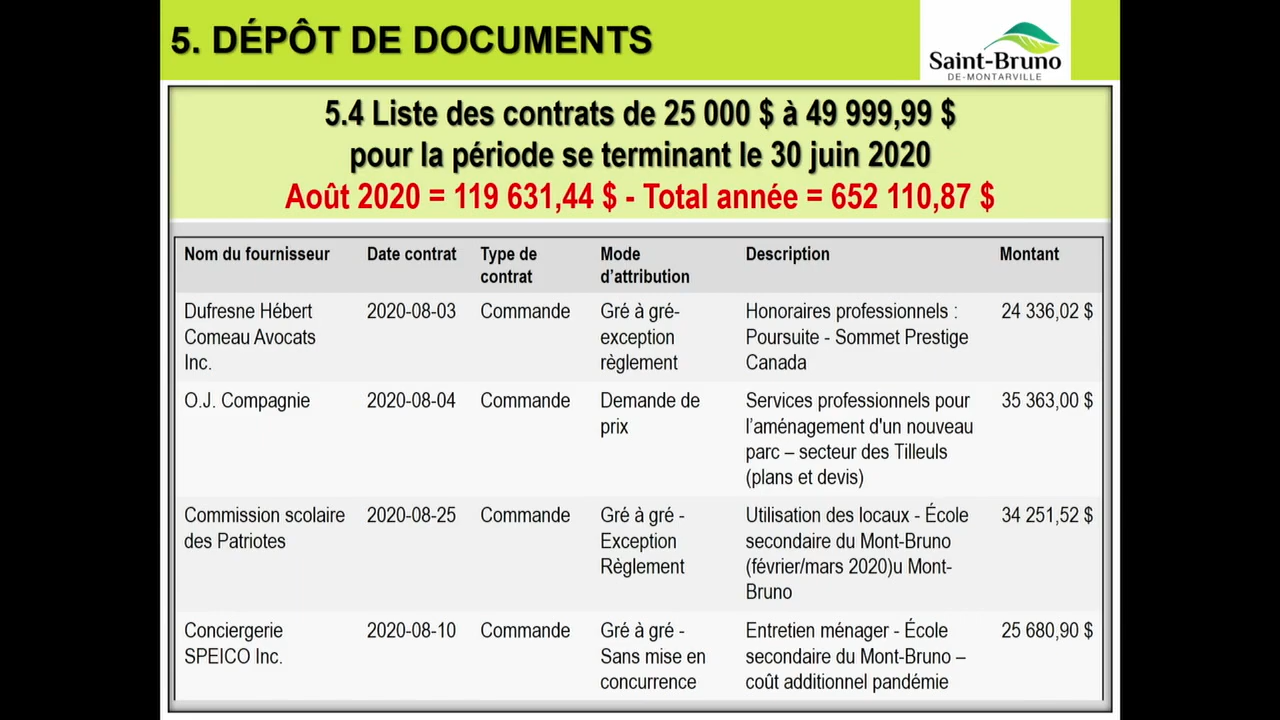 5. DÉPÔT DE DOCUMENTS
Saint-Bruno
DE-MONTARVILLE
5.4 Liste des contrats de 25 000 $ à 49 999,99 $
pour la période se terminant le 30 juin 2020
Août 2020 = 119 631,44 $ - Total année = 652 110,87 $
Nom du fournisseur Date contrat Type de contrat Mode d’attribution Description Montant
Dufresne Hébert Comeau Avocats Inc. 2020-08-03 Commande Gré à gré- exception règlement Honoraires professionnels : Poursuite - Sommet Prestige Canada 24 336,02 $
O.J. Compagnie 2020-08-04 Commande Demande de prix Services professionnels pour l’aménagement d'un nouveau parc – secteur des Tilleuls (plans et devis) 35 363,00 $
Commission scolaire des Patriotes 2020-08-25 Commande Gré à gré - Exception Règlement Utilisation des locaux - École secondaire du Mont-Bruno (février/mars 2020)u Mont-Bruno 34 251,52 $
Conciergerie SPEICO Inc. 2020-08-10 Commande Gré à gré - Sans mise en concurrence Entretien ménager - École secondaire du Mont-Bruno – coût additionnel pandémie 25 680,90 $